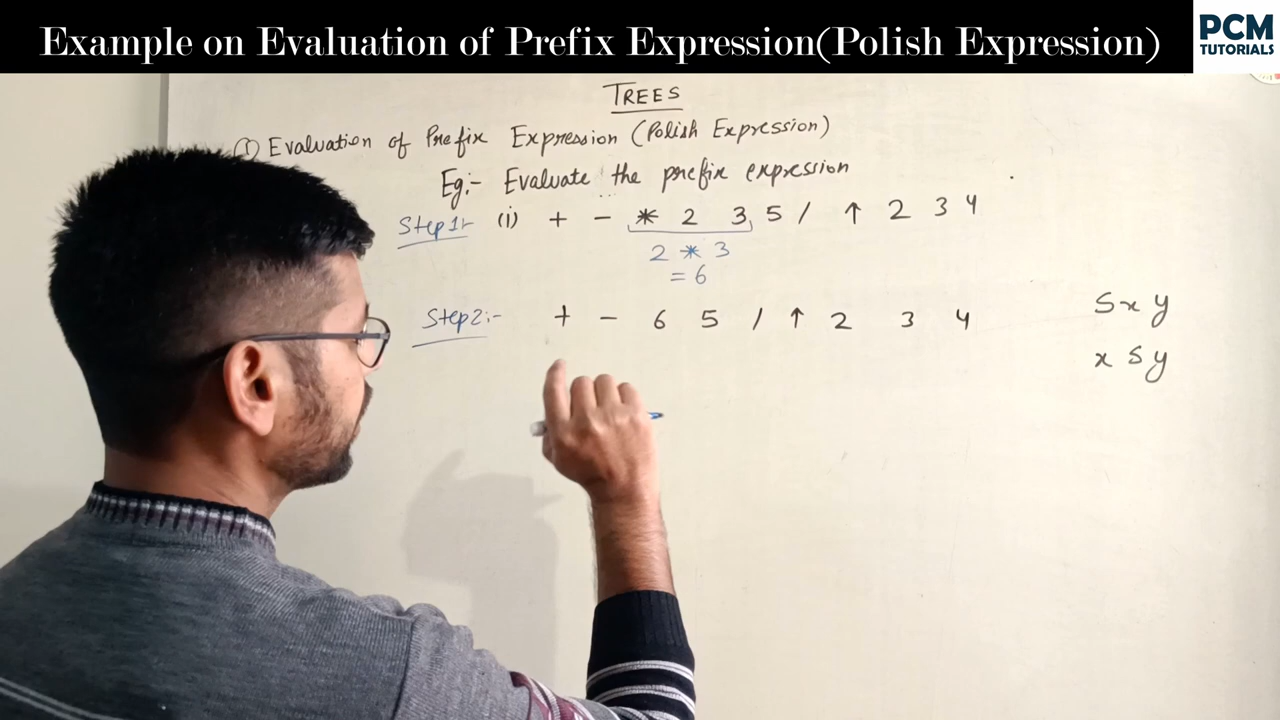 Example on Evaluation of Prefix Expression(Polish Expression)
PCM
TUTORIALS
TREES
① Evaluation of Prefix Expression (Polish Expression)
Eg:- Evaluate the prefix expression
Step1:- (i) + - * 2 3 5 / ↑ 2 3 4
2 * 3
= 6
Step2:- + - 6 5 / ↑ 2 3 4
S x y
x S y